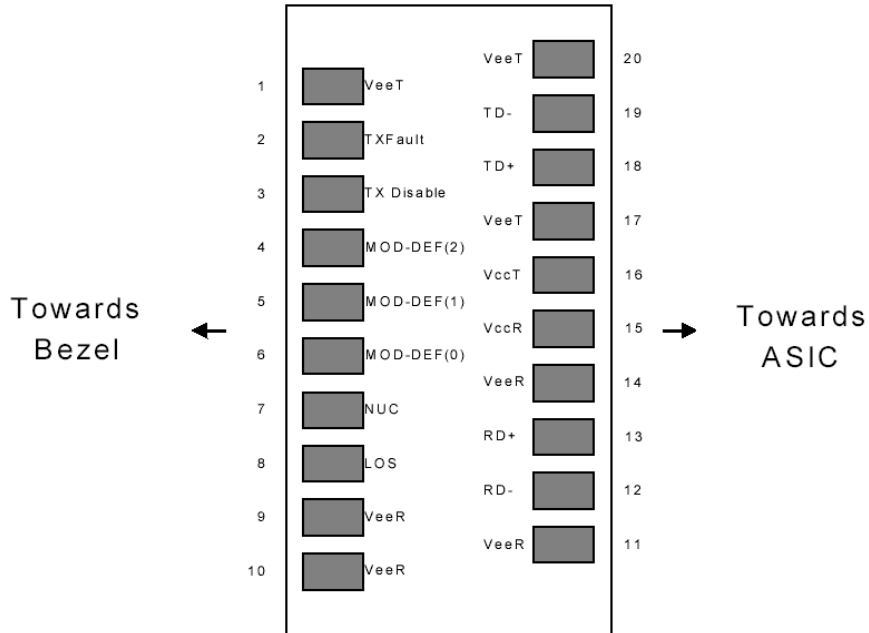 1 VeeT
2 TXFault
3 TX Disable
4 MOD-DEF(2)
5 MOD-DEF(1)
6 MOD-DEF(0)
7 NUC
8 LOS
9 VeeR
10 VeeR
VeeT 20
TD- 19
TD+ 18
VeeT 17
VccT 16
VccR 15
VeeR 14
RD+ 13
RD- 12
VeeR 11
Towards
Bezel
Towards
ASIC